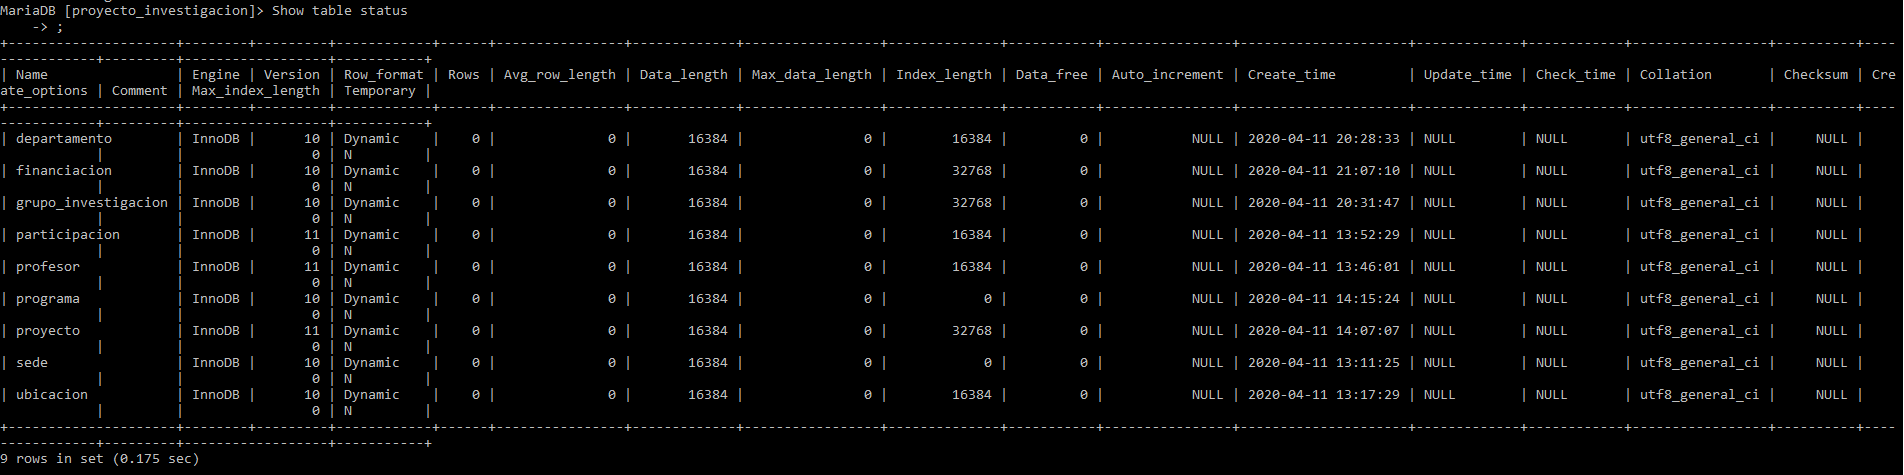 MariaDB [proyecto_investigacion]> Show table status
    -> ;
+---------------------+--------+---------+------------+------+----------------+-------------+-----------------+--------------+-----------+----------------+---------------------+-------------+------------+-----------------+----------+----
------------+---------+------------------+-----------+
| Name                | Engine | Version | Row_format | Rows | Avg_row_length | Data_length | Max_data_length | Index_length | Data_free | Auto_increment | Create_time         | Update_time | Check_time | Collation       | Checksum | Cre
ate_options | Comment | Max_index_length | Temporary |
+---------------------+--------+---------+------------+------+----------------+-------------+-----------------+--------------+-----------+----------------+---------------------+-------------+------------+-----------------+----------+----
------------+---------+------------------+-----------+
| departamento        | InnoDB |      10 | Dynamic    |    0 |              0 |       16384 |               0 |        16384 |         0 |           NULL | 2020-04-11 20:28:33 | NULL        | NULL       | utf8_general_ci |     NULL |
            |         |                0 | N         |
| financiacion        | InnoDB |      10 | Dynamic    |    0 |              0 |       16384 |               0 |        32768 |         0 |           NULL | 2020-04-11 21:07:10 | NULL        | NULL       | utf8_general_ci |     NULL |
            |         |                0 | N         |
| grupo_investigacion | InnoDB |      10 | Dynamic    |    0 |              0 |       16384 |               0 |        32768 |         0 |           NULL | 2020-04-11 20:31:47 | NULL        | NULL       | utf8_general_ci |     NULL |
            |         |                0 | N         |
| participacion       | InnoDB |      11 | Dynamic    |    0 |              0 |       16384 |               0 |        16384 |         0 |           NULL | 2020-04-11 13:52:29 | NULL        | NULL       | utf8_general_ci |     NULL |
            |         |                0 | N         |
| profesor            | InnoDB |      11 | Dynamic    |    0 |              0 |       16384 |               0 |        16384 |         0 |           NULL | 2020-04-11 13:46:01 | NULL        | NULL       | utf8_general_ci |     NULL |
            |         |                0 | N         |
| programa            | InnoDB |      10 | Dynamic    |    0 |              0 |       16384 |               0 |            0 |         0 |           NULL | 2020-04-11 14:15:24 | NULL        | NULL       | utf8_general_ci |     NULL |
            |         |                0 | N         |
| proyecto            | InnoDB |      11 | Dynamic    |    0 |              0 |       16384 |               0 |        32768 |         0 |           NULL | 2020-04-11 14:07:07 | NULL        | NULL       | utf8_general_ci |     NULL |
            |         |                0 | N         |
| sede                | InnoDB |      10 | Dynamic    |    0 |              0 |       16384 |               0 |            0 |         0 |           NULL | 2020-04-11 13:11:25 | NULL        | NULL       | utf8_general_ci |     NULL |
            |         |                0 | N         |
| ubicacion           | InnoDB |      10 | Dynamic    |    0 |              0 |       16384 |               0 |        16384 |         0 |           NULL | 2020-04-11 13:17:29 | NULL        | NULL       | utf8_general_ci |     NULL |
            |         |                0 | N         |
+---------------------+--------+---------+------------+------+----------------+-------------+-----------------+--------------+-----------+----------------+---------------------+-------------+------------+-----------------+----------+----
------------+---------+------------------+-----------+
9 rows in set (0.175 sec)